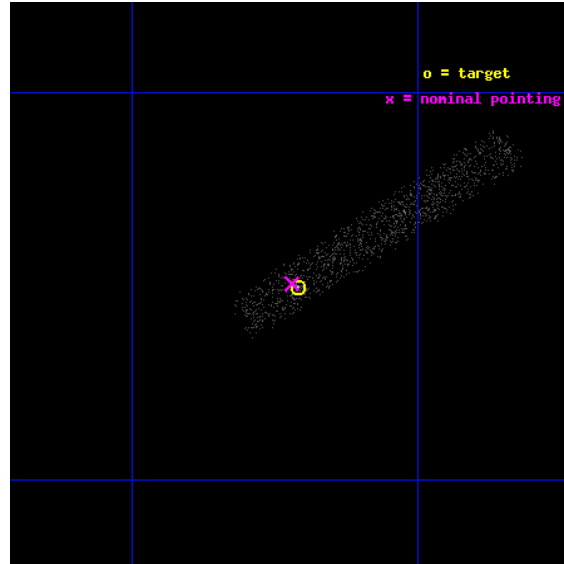 o = target
x = nominal pointing